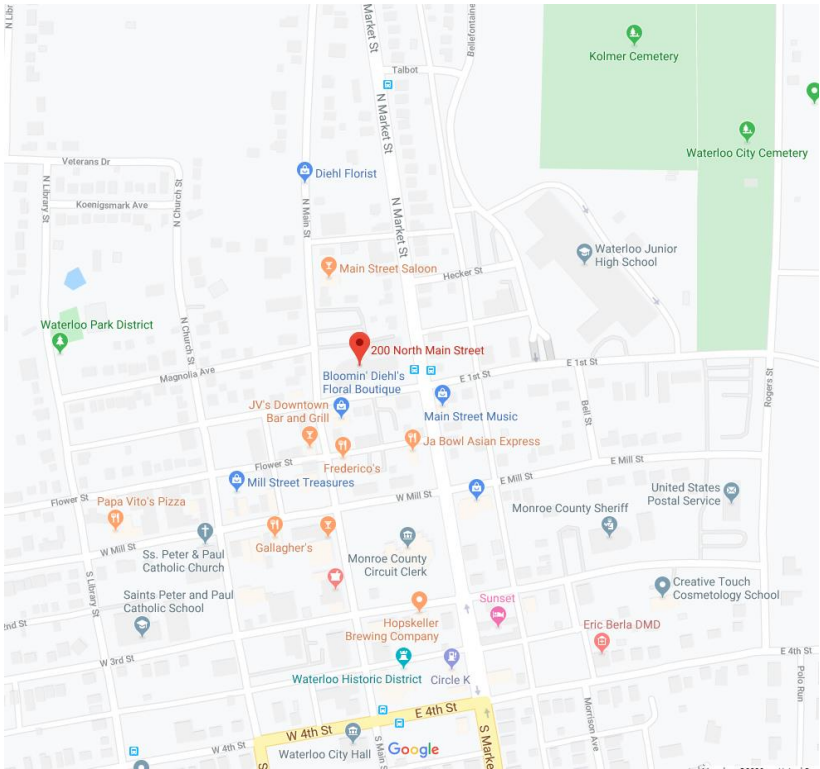 N Libr
N Market St
Bellefontaine
Kolmer Cemetery
Talbot
N Market St
Waterloo City Cemetery
Veterans Dr
Diehl Florist
N Library St
N Church St
Koenigsmark Ave
N Main St
N Market St
Waterloo Junior
High School
Main Street Saloon
Hecker St
Waterloo Park District
N Church St
200 North Main Street
E 1st St
Magnolia Ave
Bloomin' Diehl's
Floral Boutique
E 1st St
Rogers St
JV's Downtown
Bar and Grill
Main Street Music
Bell St
Ja Bowl Asian Express
Flower St
Frederico's
E Mill St
Mill Street Treasures
E Mill St
United States
Postal Service
Flower St
Papa Vito's Pizza
W Mill St
Monroe County Sheriff
W Mill St
Ss. Peter & Paul
Catholic Church
Gallagher's
Monroe County
Circuit Clerk
S Library St
Saints Peter and Paul
Catholic School
Sunset
Creative Touch
Cosmetology School
2nd St
Hopskeller
Brewing Company
Eric Berla DMD
W 3rd St
E 4th St
Waterloo Historic District
Circle K
Polo Run
E 4th St
Morrison Ave
W 4th St
W 4th St
Waterloo City Hall
S Main S
Google
S Marke
S